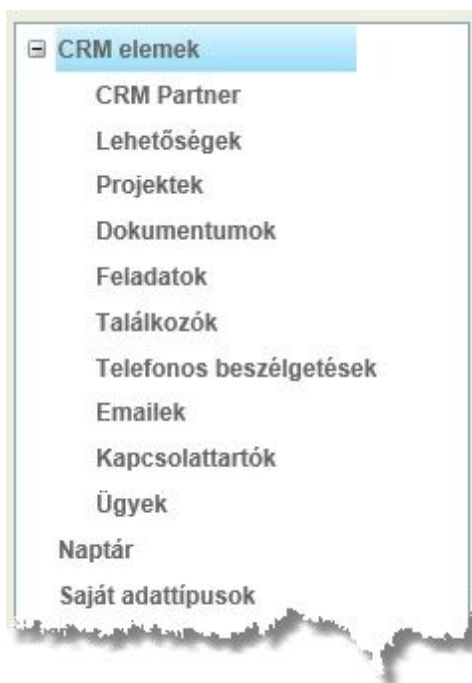 CRM elemek
CRM Partner
Lehetőségek
Projektek
Dokumentumok
Feladatok
Találkozók
Telefonos beszélgetések
Emailek
Kapcsolattartók
Ügyek
Naptár
Saját adattípusok